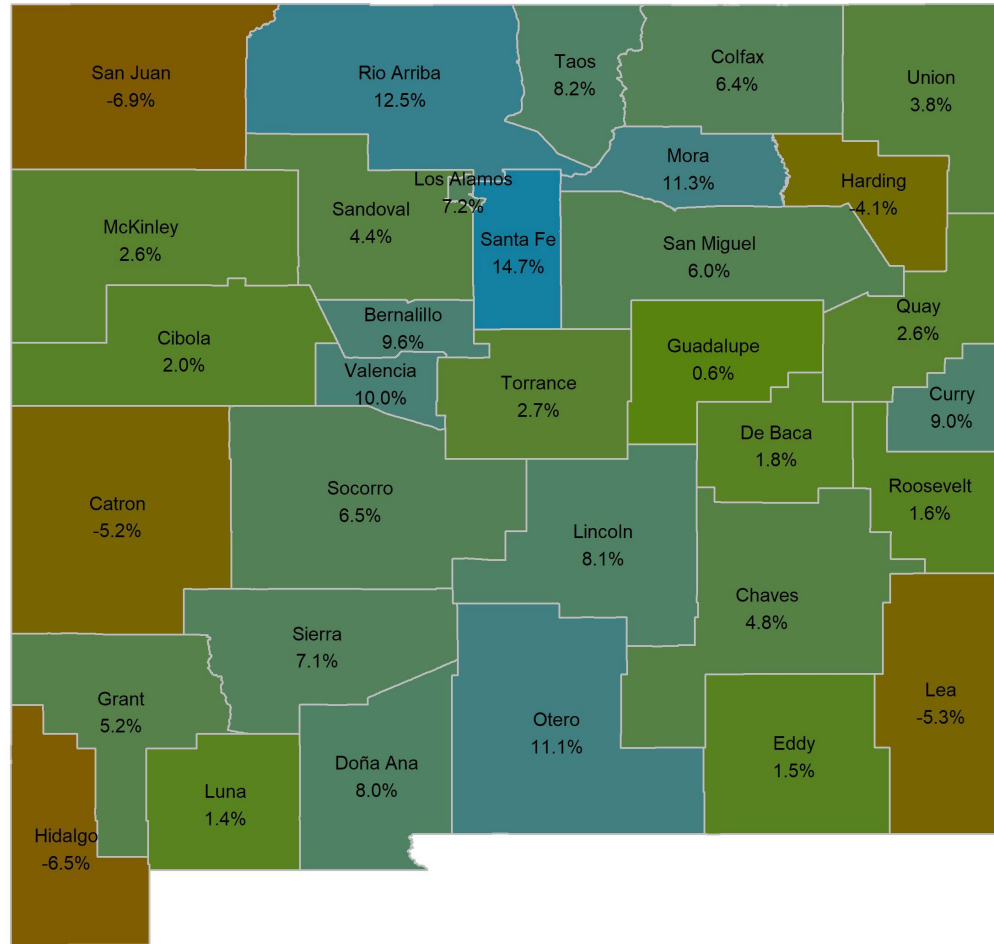 San Juan
-6.9%
Rio Arriba
12.5%
Taos
8.2%
Colfax
6.4%
Union
3.8%
Mora
11.3%
Harding
-4.1%
Los Alamos
7.2%
McKinley
2.6%
Sandoval
4.4%
Santa Fe
14.7%
San Miguel
6.0%
Quay
2.6%
Cibola
2.0%
Bernalillo
9.6%
Valencia
10.0%
Torrance
2.7%
Guadalupe
0.6%
Curry
9.0%
De Baca
1.8%
Roosevelt
1.6%
Catron
-5.2%
Socorro
6.5%
Lincoln
8.1%
Chaves
4.8%
Sierra
7.1%
Grant
5.2%
Lea
-5.3%
Otero
11.1%
Eddy
1.5%
Doña Ana
8.0%
Luna
1.4%
Hidalgo
-6.5%